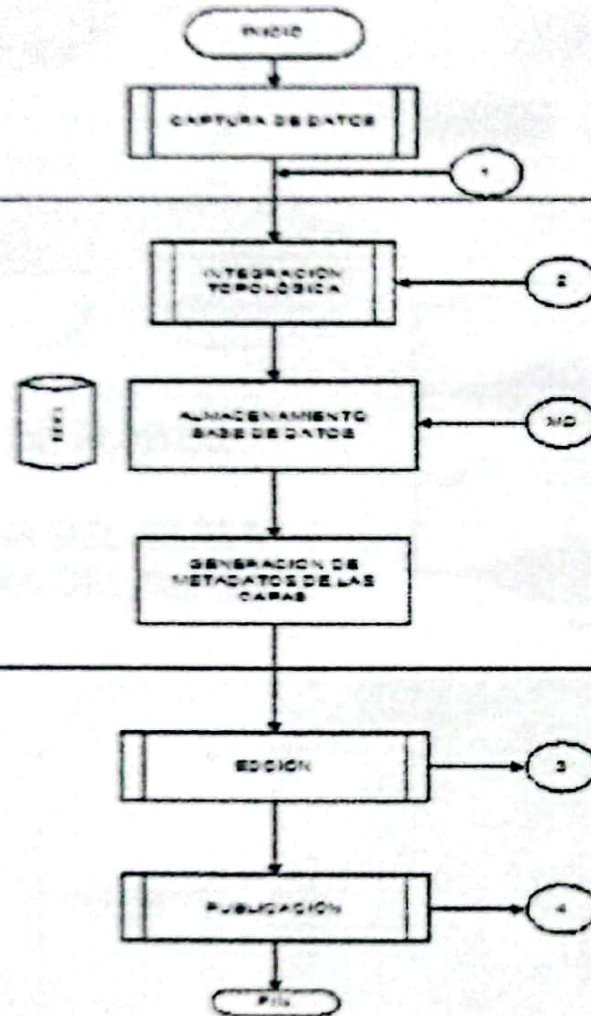 INICIO
CAPTURA DE DATOS
1
INTEGRACIÓN
TOPOLÓGICA
2
ALMACENAMIENTO
BASE DE DATOS
MD
GENERACION DE
METADATOS DE LAS
CAPAS
EDICIÓN
3
PUBLICACIÓN
4
FIN